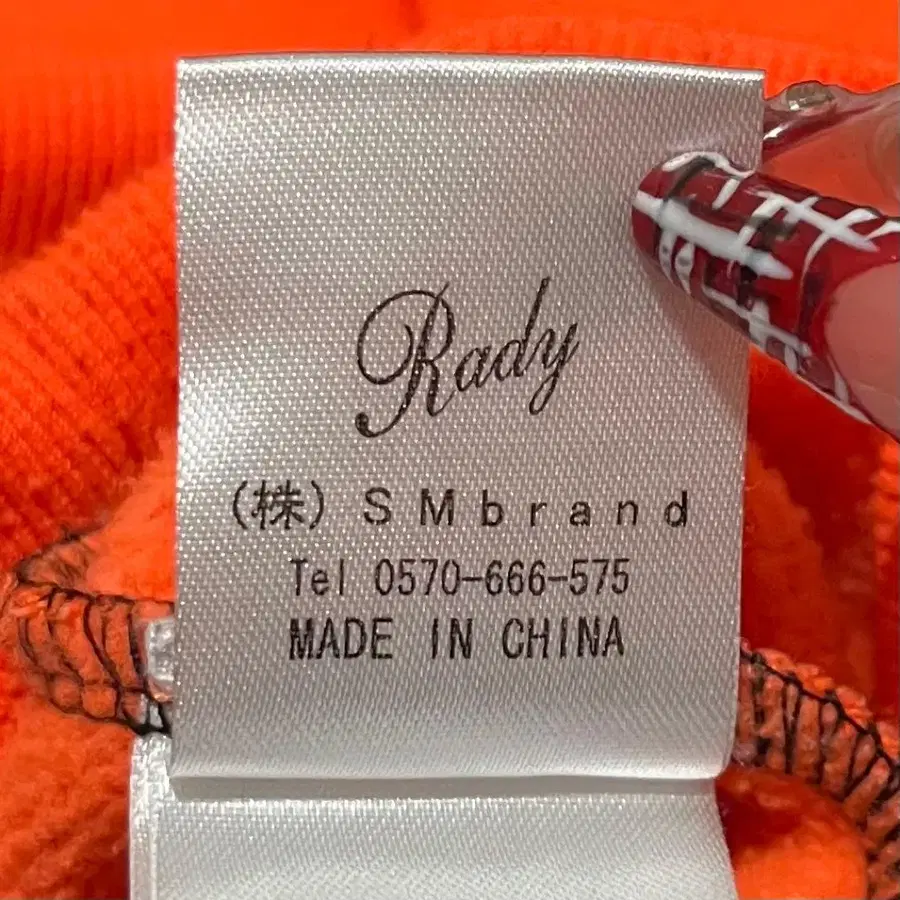 Rady
(株) SMbrand
Tel 0570-666-575
MADE IN CHINA